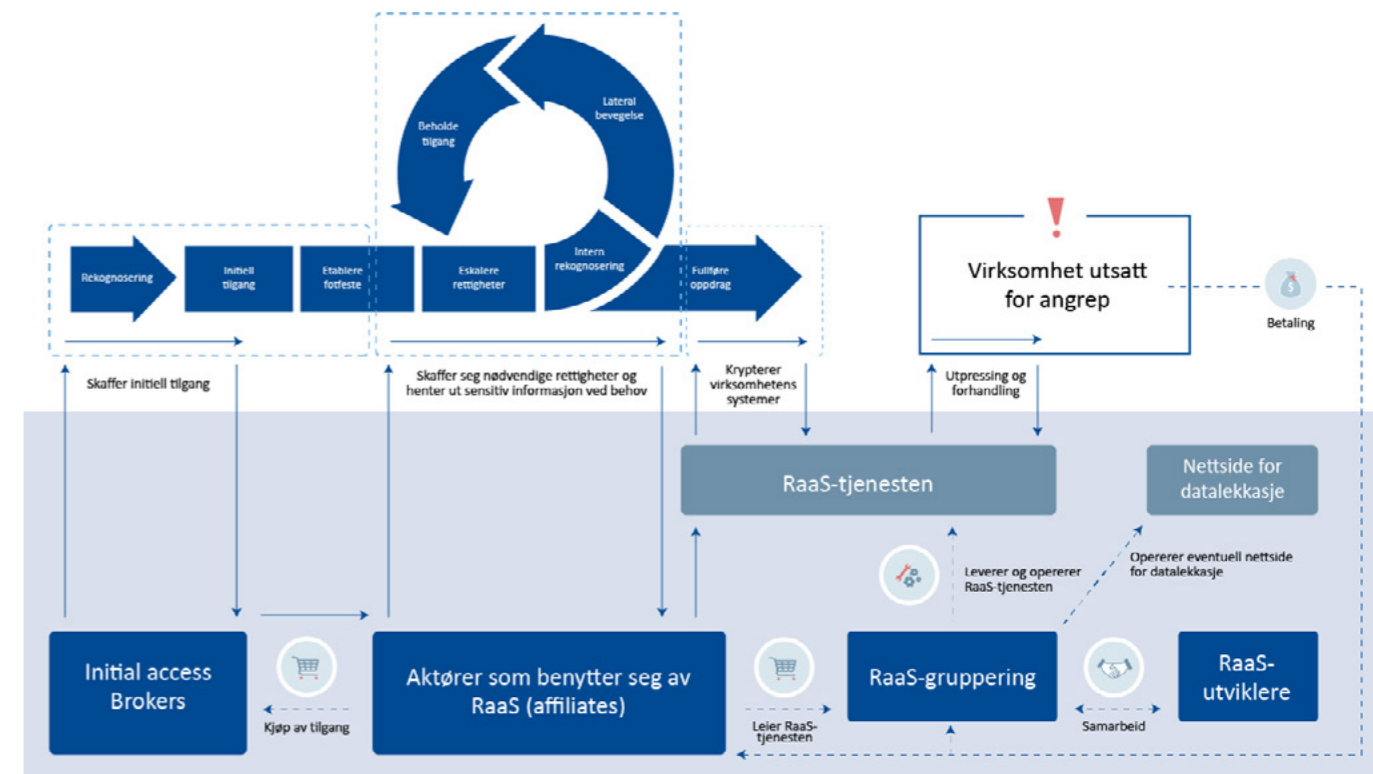 Lateral
bevegelse
Beholde
tilgang
Rekognosering
Initiell
tilgang
Etablere
fotfeste
Eskalere
rettigheter
Intern
rekognosering
Fullføre
oppdrag
Virksomhet utsatt
for angrep
Betaling
Skaffer initiell tilgang
Skaffer seg nødvendige rettigheter og
henter ut sensitiv informasjon ved behov
Krypterer
virksomhetens
systemer
Utpressing og
forhandling
RaaS-tjenesten
Nettside for
datalekkasje
Leverer og opererer
RaaS-tjenesten
Opererer eventuell nettside
for datalekkasje
Initial access
Brokers
Kjøp av tilgang
Aktører som benytter seg av
RaaS (affiliates)
Leier RaaS-
tjenesten
RaaS-gruppering
Samarbeid
RaaS-
utviklere